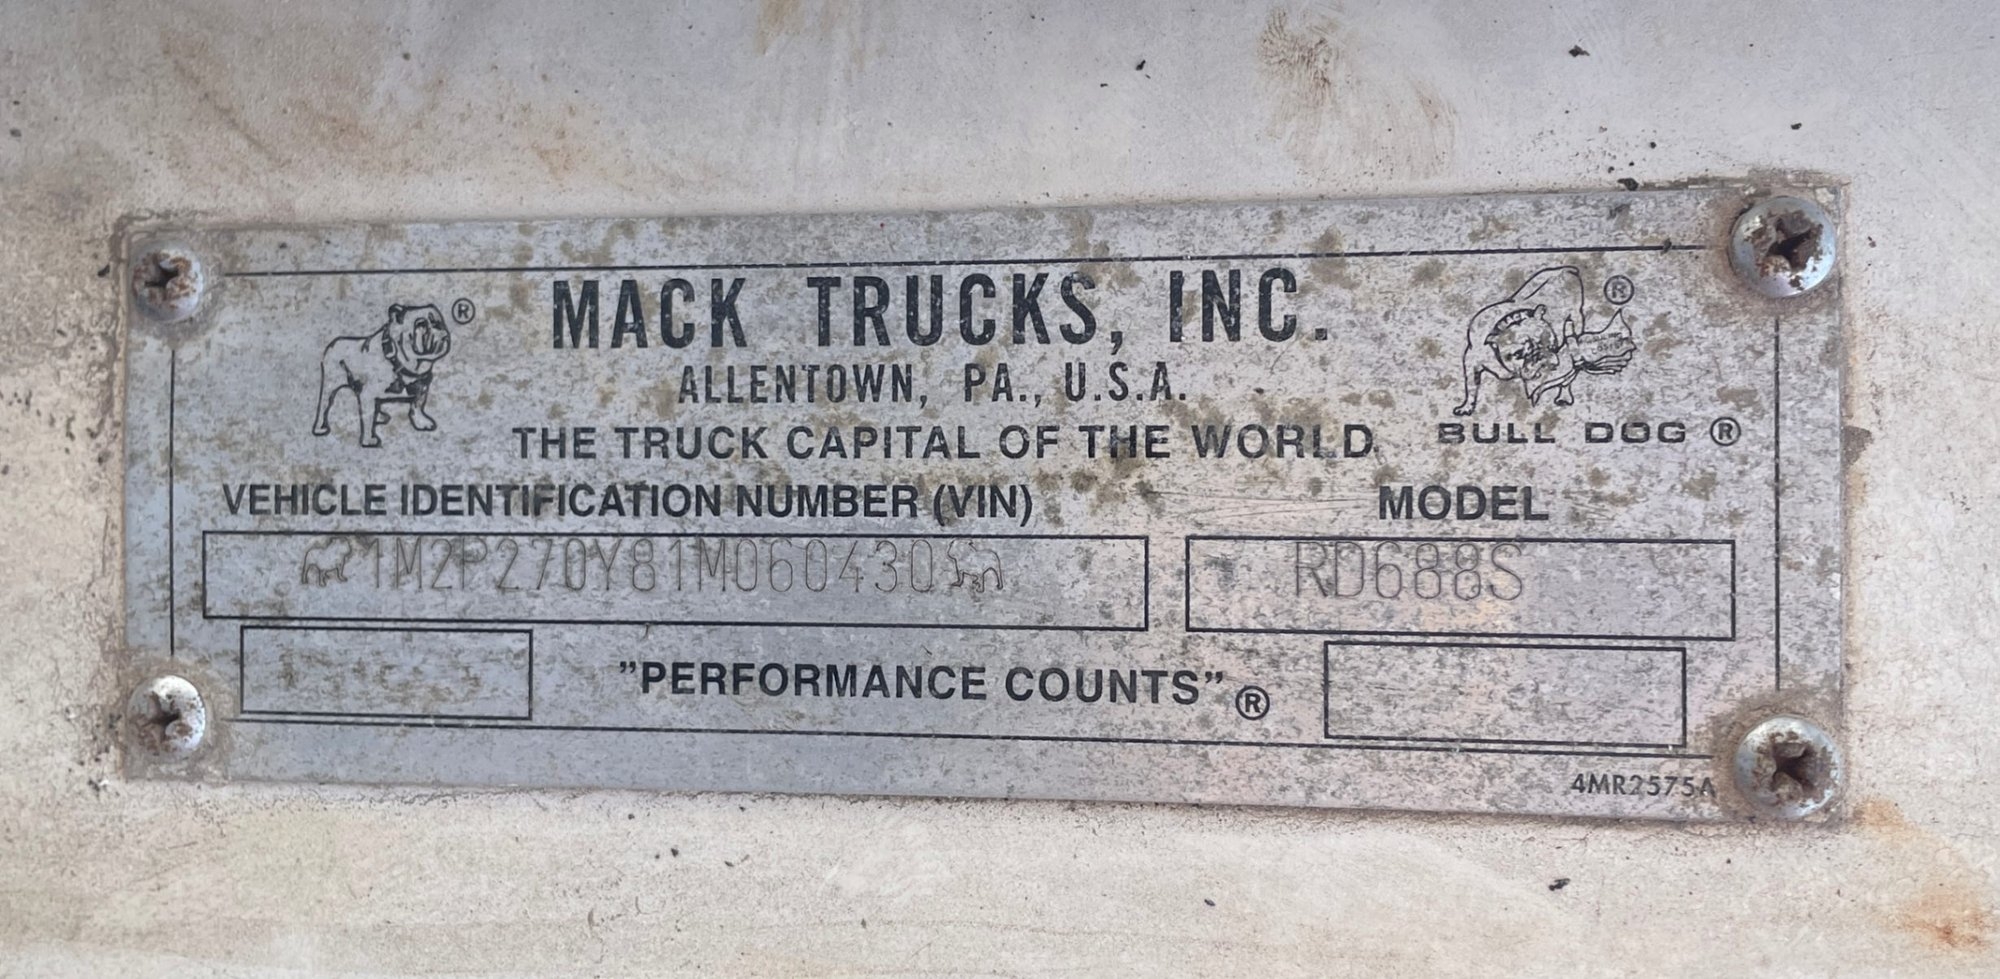 MACK TRUCKS, INC.
ALLENTOWN, PA., U.S.A.
THE TRUCK CAPITAL OF THE WORLD
®
®
BULL DOG ®
VEHICLE IDENTIFICATION NUMBER (VIN)
MODEL
1M2P270Y81M060430
RD688S
"PERFORMANCE COUNTS"®
4MR2575A